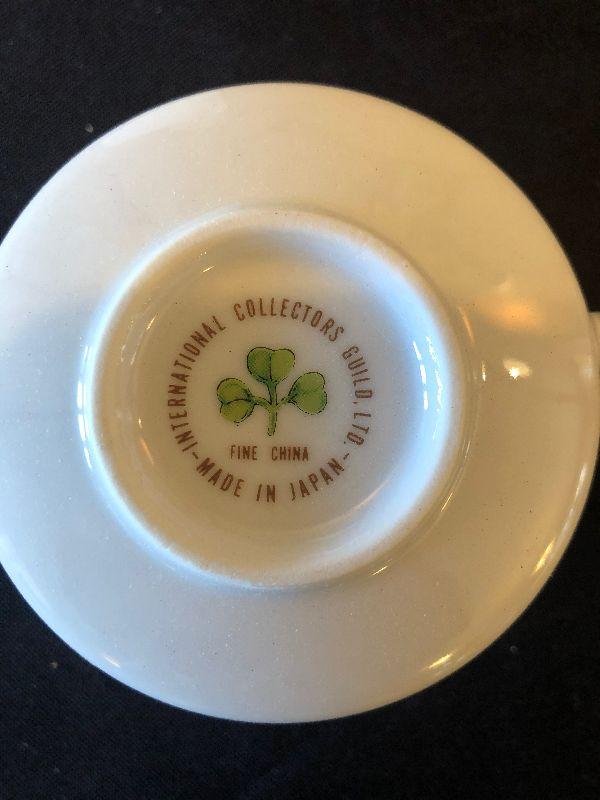 INTERNATIONAL COLLECTORS GUILD, LTD.
FINE CHINA
-MADE IN JAPAN-